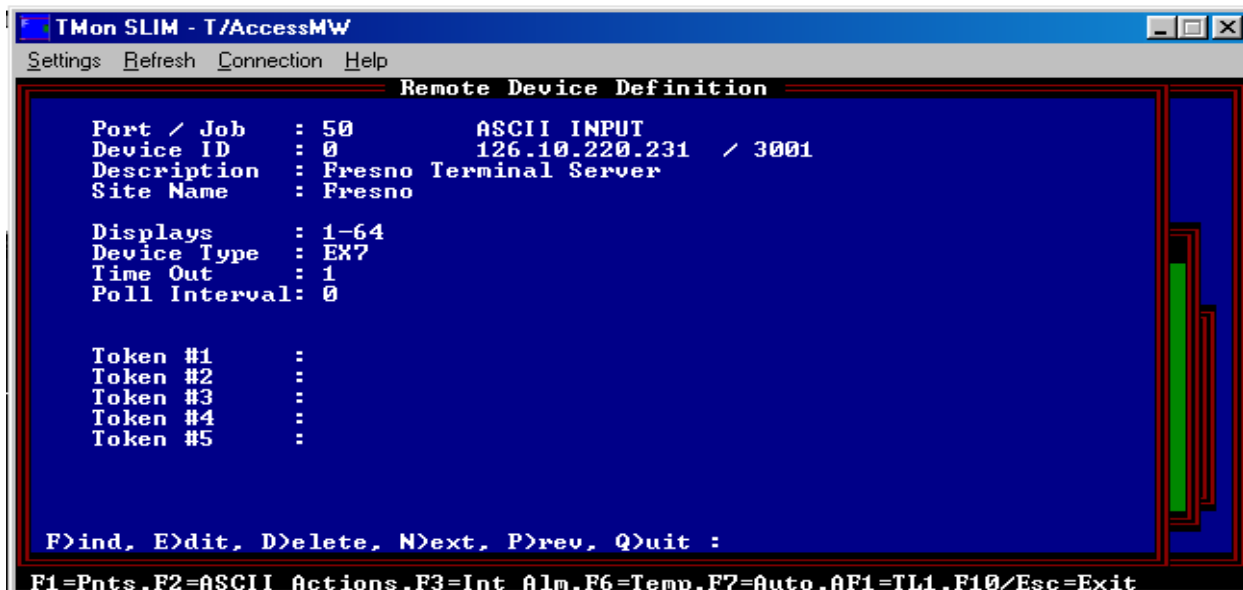 TMon SLIM - T/AccessMW
Settings Refresh Connection Help
Remote Device Definition
Port / Job : 50 ASCII INPUT
Device ID : 0 126.10.220.231 / 3001
Description : Fresno Terminal Server
Site Name : Fresno
Displays : 1-64
Device Type : EX7
Time Out : 1
Poll Interval: 0
Token #1 :
Token #2 :
Token #3 :
Token #4 :
Token #5 :
F>ind, E>dit, D>elete, N>ext, P>rev, Q>uit :
F1=Pnts,F2=ASCII Actions,F3=Int Alm,F6=Temp,F7=Auto,AF1=TL1,F10/Esc=Exit